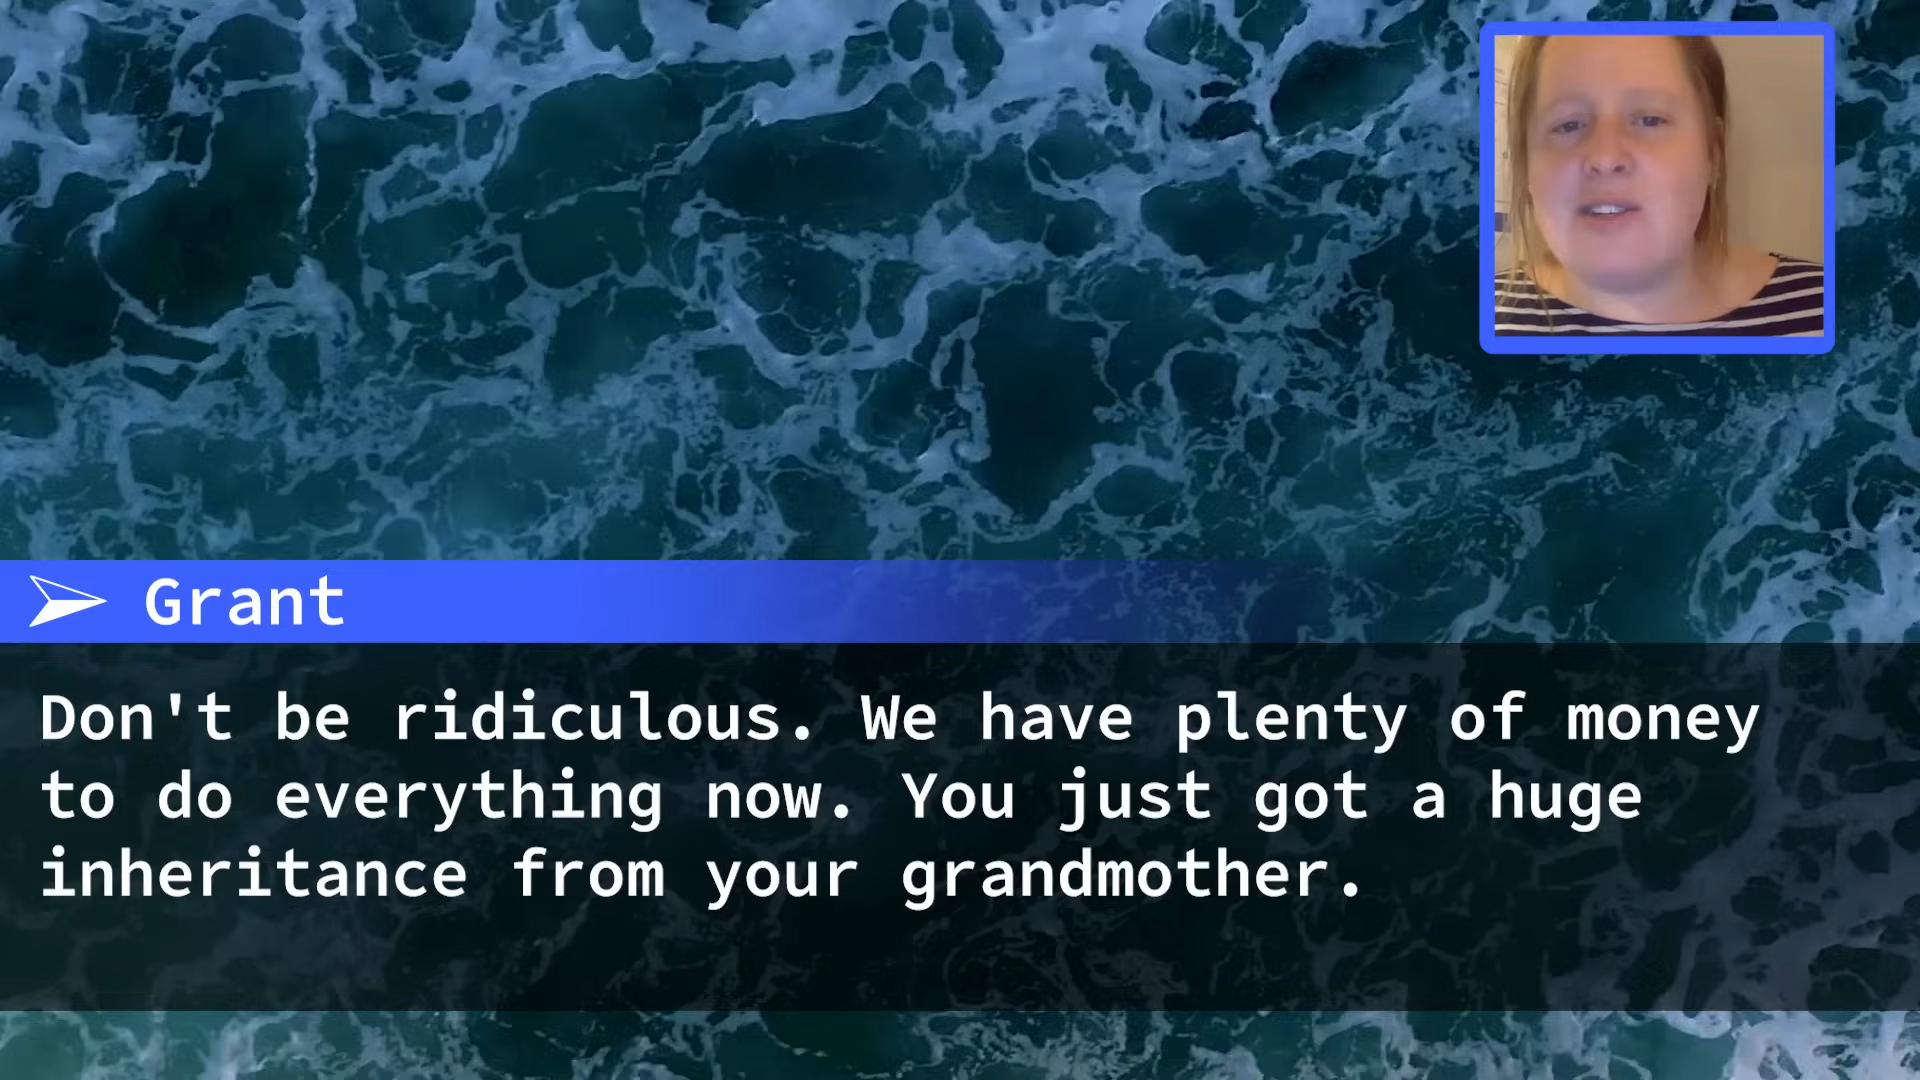 Grant
Don't be ridiculous. We have plenty of money
to do everything now. You just got a huge
inheritance from your grandmother.